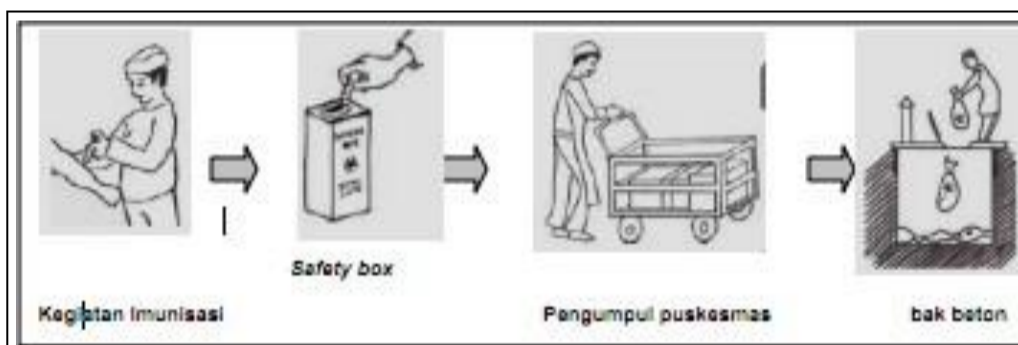 Safety box
Kegiatan Imunisasi
Pengumpul puskesmas
bak beton